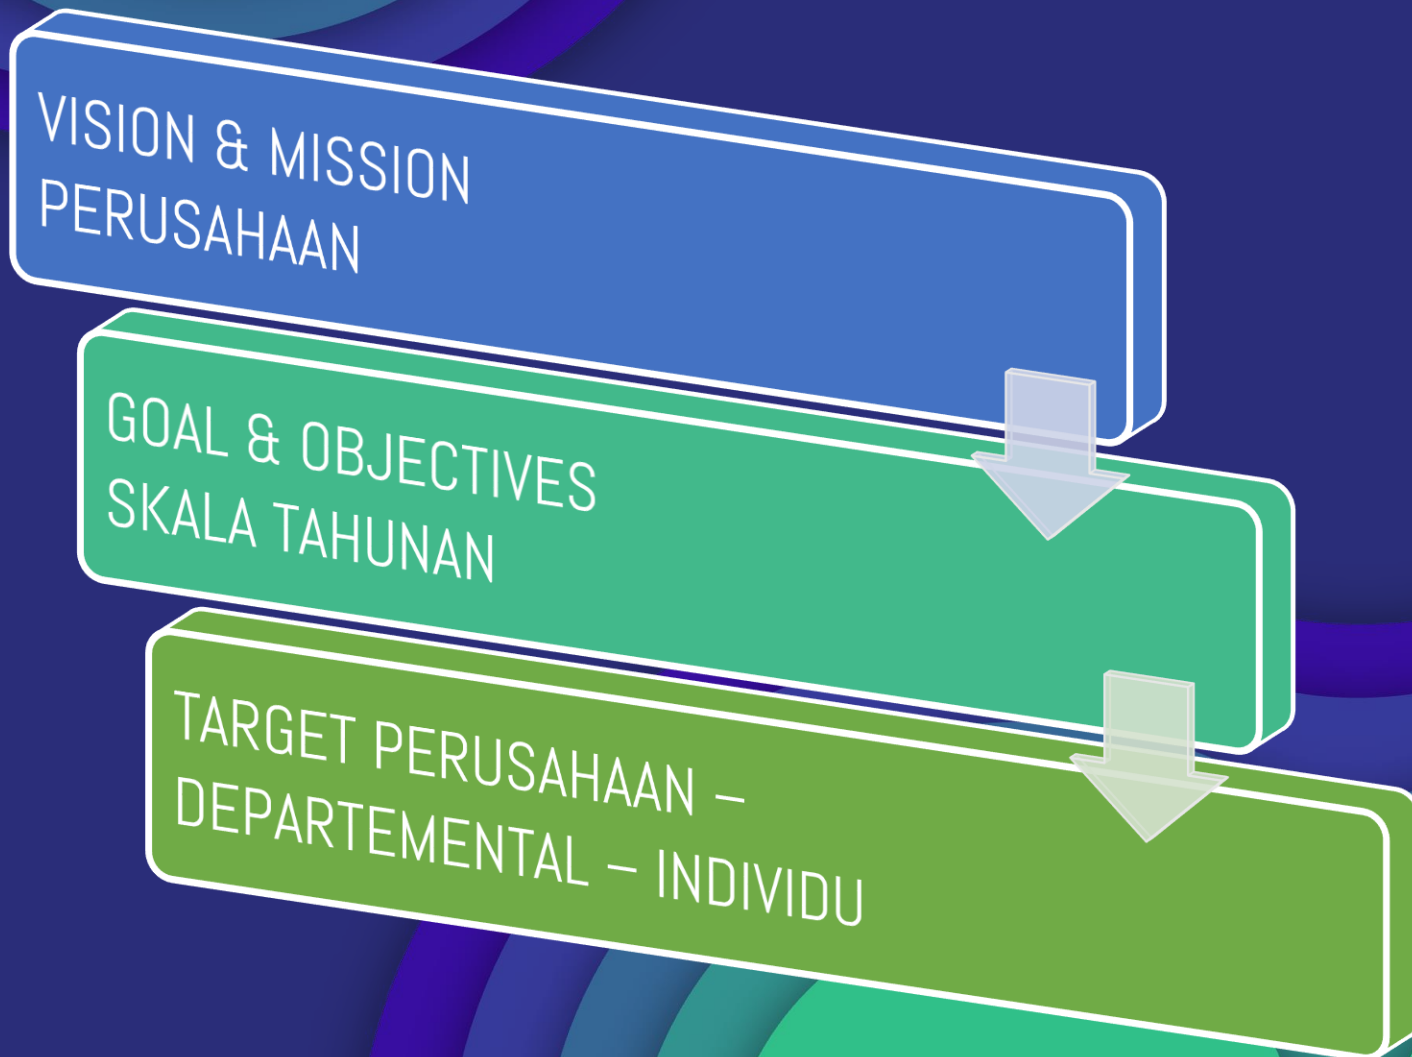 VISION & MISSION
PERUSAHAAN
GOAL & OBJECTIVES
SKALA TAHUNAN
TARGET PERUSAHAAN –
DEPARTEMENTAL – INDIVIDU